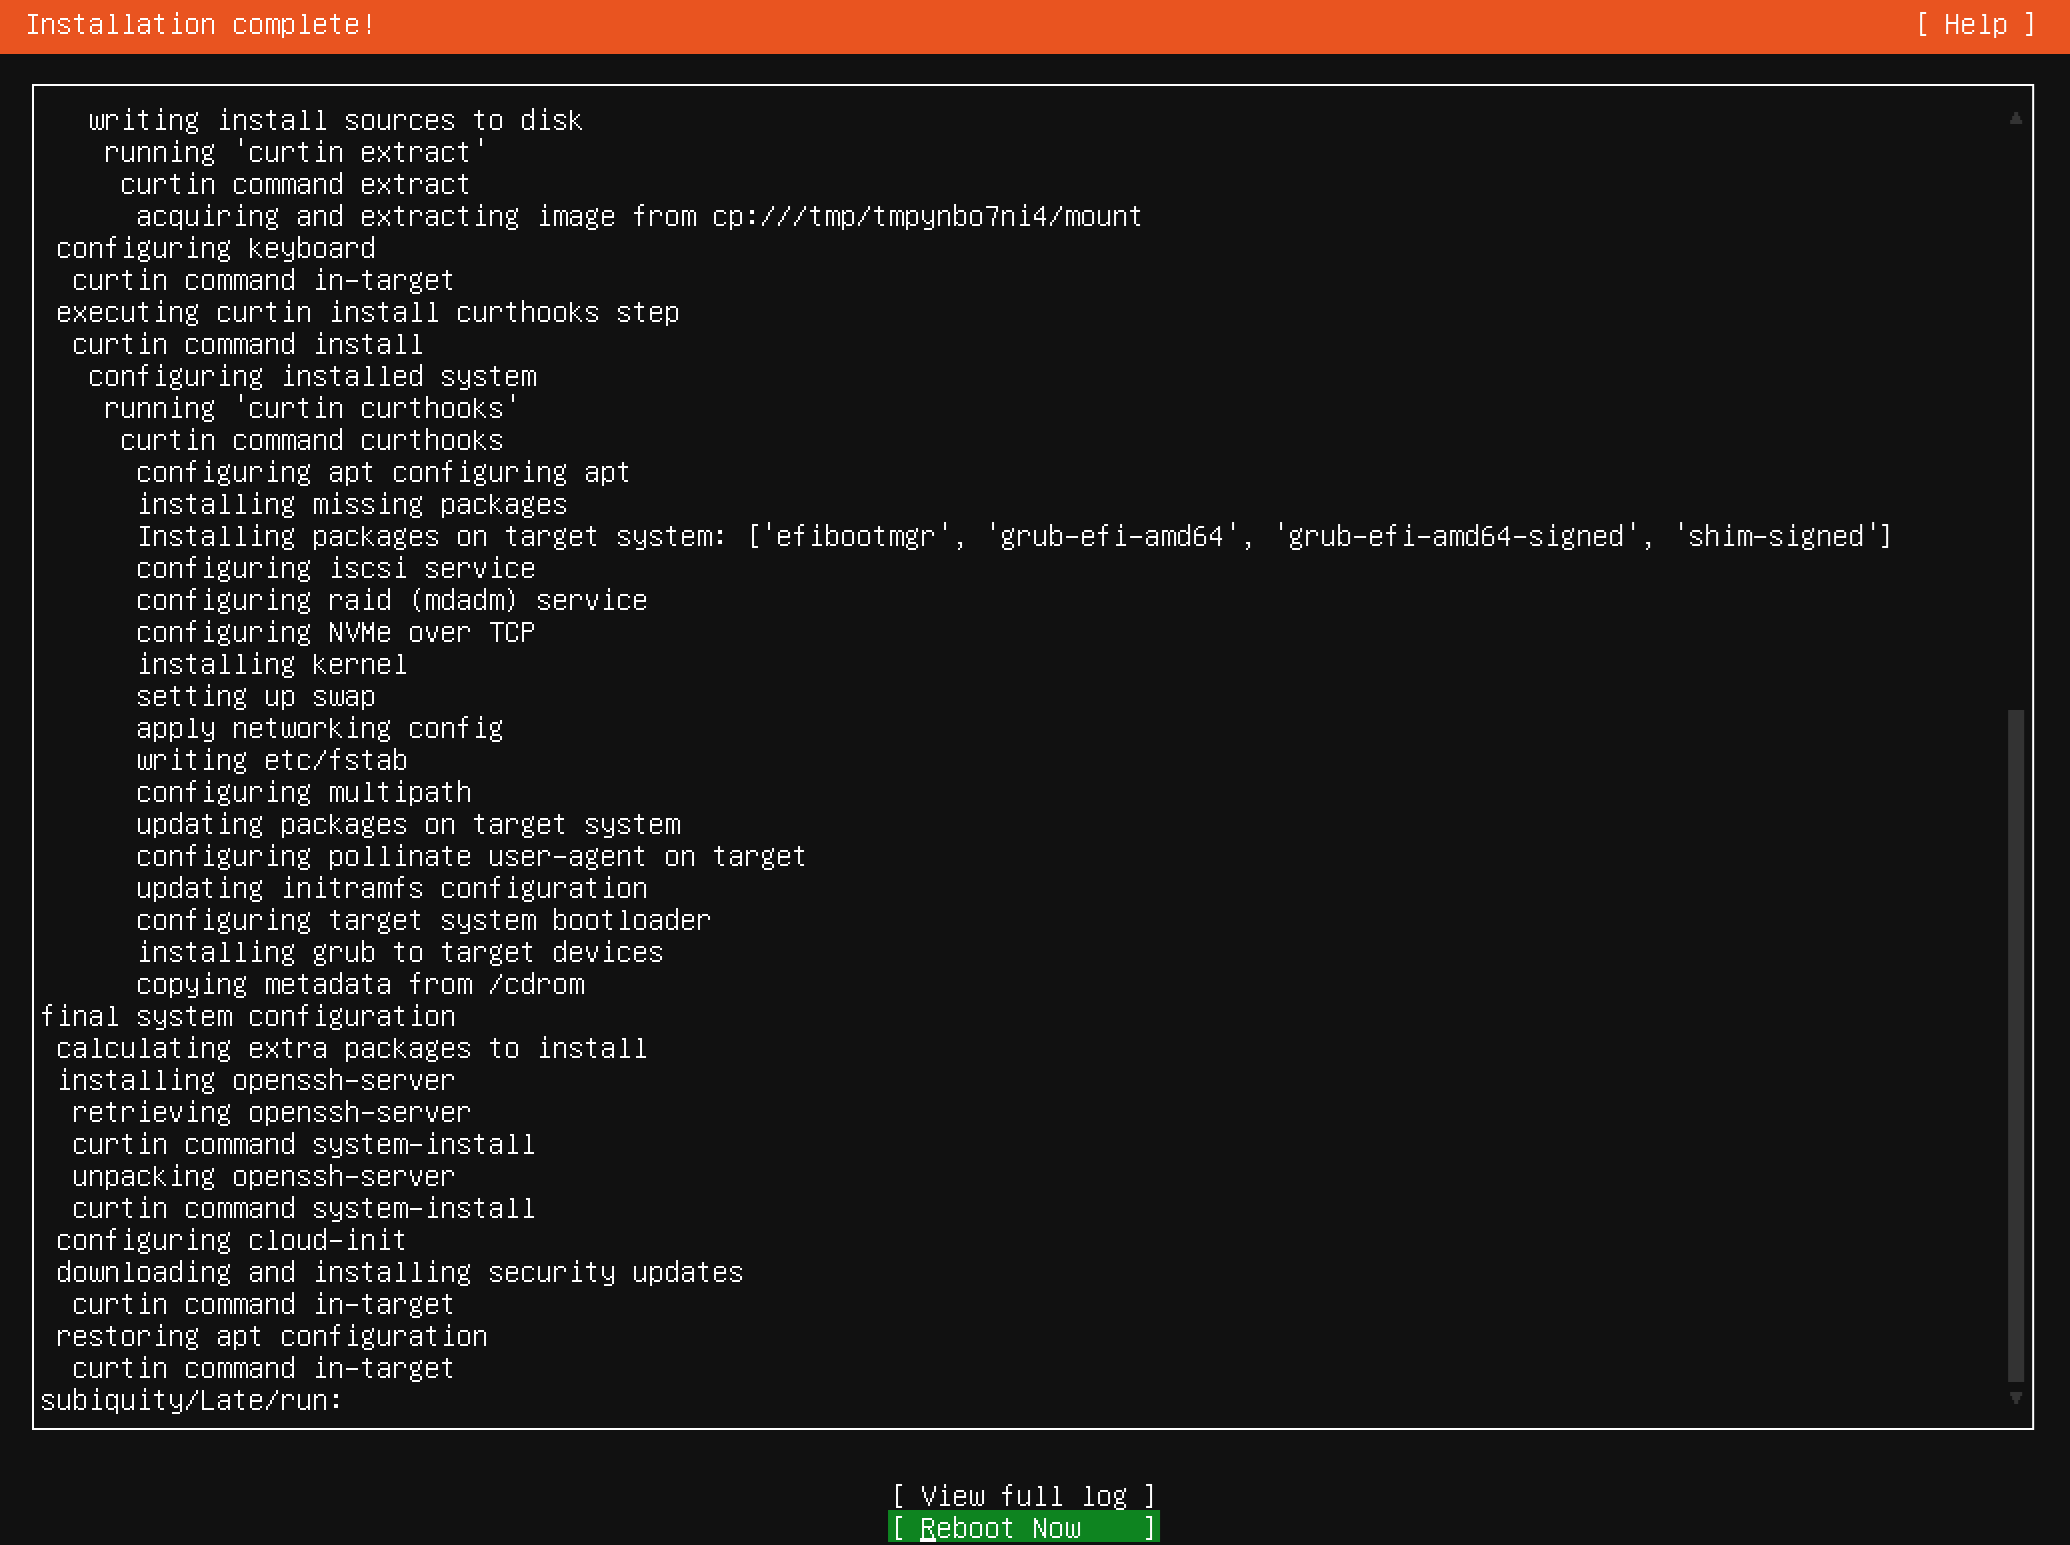 Installation complete! [ Help ]
writing install sources to disk
running 'curtin extract'
curtin command extract
acquiring and extracting image from cp:///tmp/tmpynbo7ni4/mount
configuring keyboard
curtin command in-target
executing curtin install curthooks step
curtin command install
configuring installed system
running 'curtin curthooks'
curtin command curthooks
configuring apt configuring apt
installing missing packages
Installing packages on target system: ['efibootmgr', 'grub-efi-amd64', 'grub-efi-amd64-signed', 'shim-signed']
configuring iscsi service
configuring raid (mdadm) service
configuring NVMe over TCP
installing kernel
setting up swap
apply networking config
writing etc/fstab
configuring multipath
updating packages on target system
configuring pollinate user-agent on target
updating initramfs configuration
configuring target system bootloader
installing grub to target devices
copying metadata from /cdrom
final system configuration
calculating extra packages to install
installing openssh-server
retrieving openssh-server
curtin command system-install
unpacking openssh-server
curtin command system-install
configuring cloud-init
downloading and installing security updates
curtin command in-target
restoring apt configuration
curtin command in-target
subiquity/Late/run:
[ View full log ]
[ Reboot Now ]